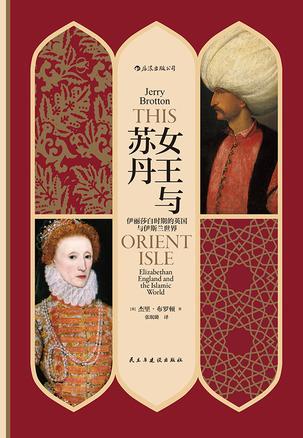 后浪出版公司
Jerry
Brotton
THIS
女王与
苏丹
伊丽莎白时期的英国
与伊斯兰世界
ORIENT
ISLE
Elizabethan
England and
the Islamic
World
[英] 杰里·布罗顿 著
张珉璐 译
民主与建设出版社